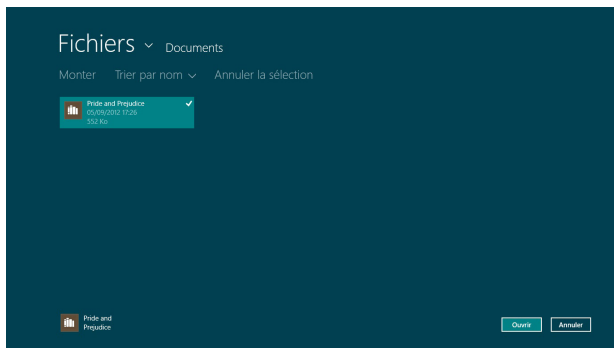 Fichiers Documents
Monter Trier par nom Annuler la sélection
Pride and Prejudice
05/09/2012 17:26
552 Ko
Pride and
Prejudice
Ouvrir Annuler